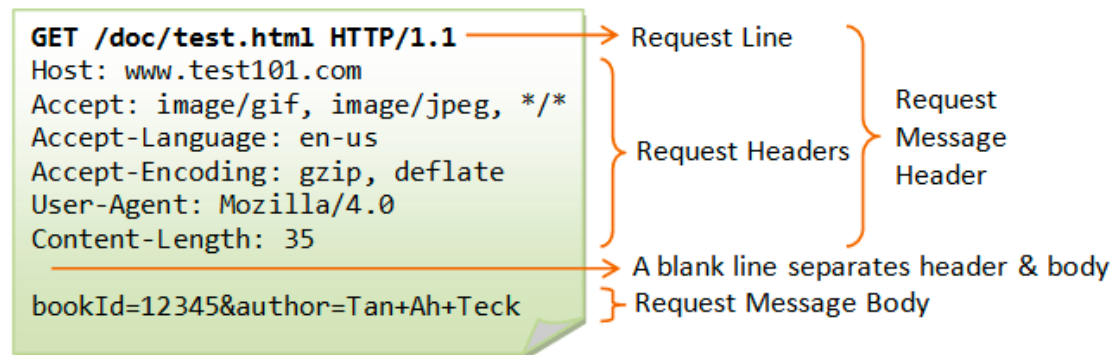 GET /doc/test.html HTTP/1.1
Host: www.test101.com
Accept: image/gif, image/jpeg, */*
Accept-Language: en-us
Accept-Encoding: gzip, deflate
User-Agent: Mozilla/4.0
Content-Length: 35
bookId=12345&author=Tan+Ah+Teck
Request Line
Request Headers
Request
Message
Header
A blank line separates header & body
Request Message Body